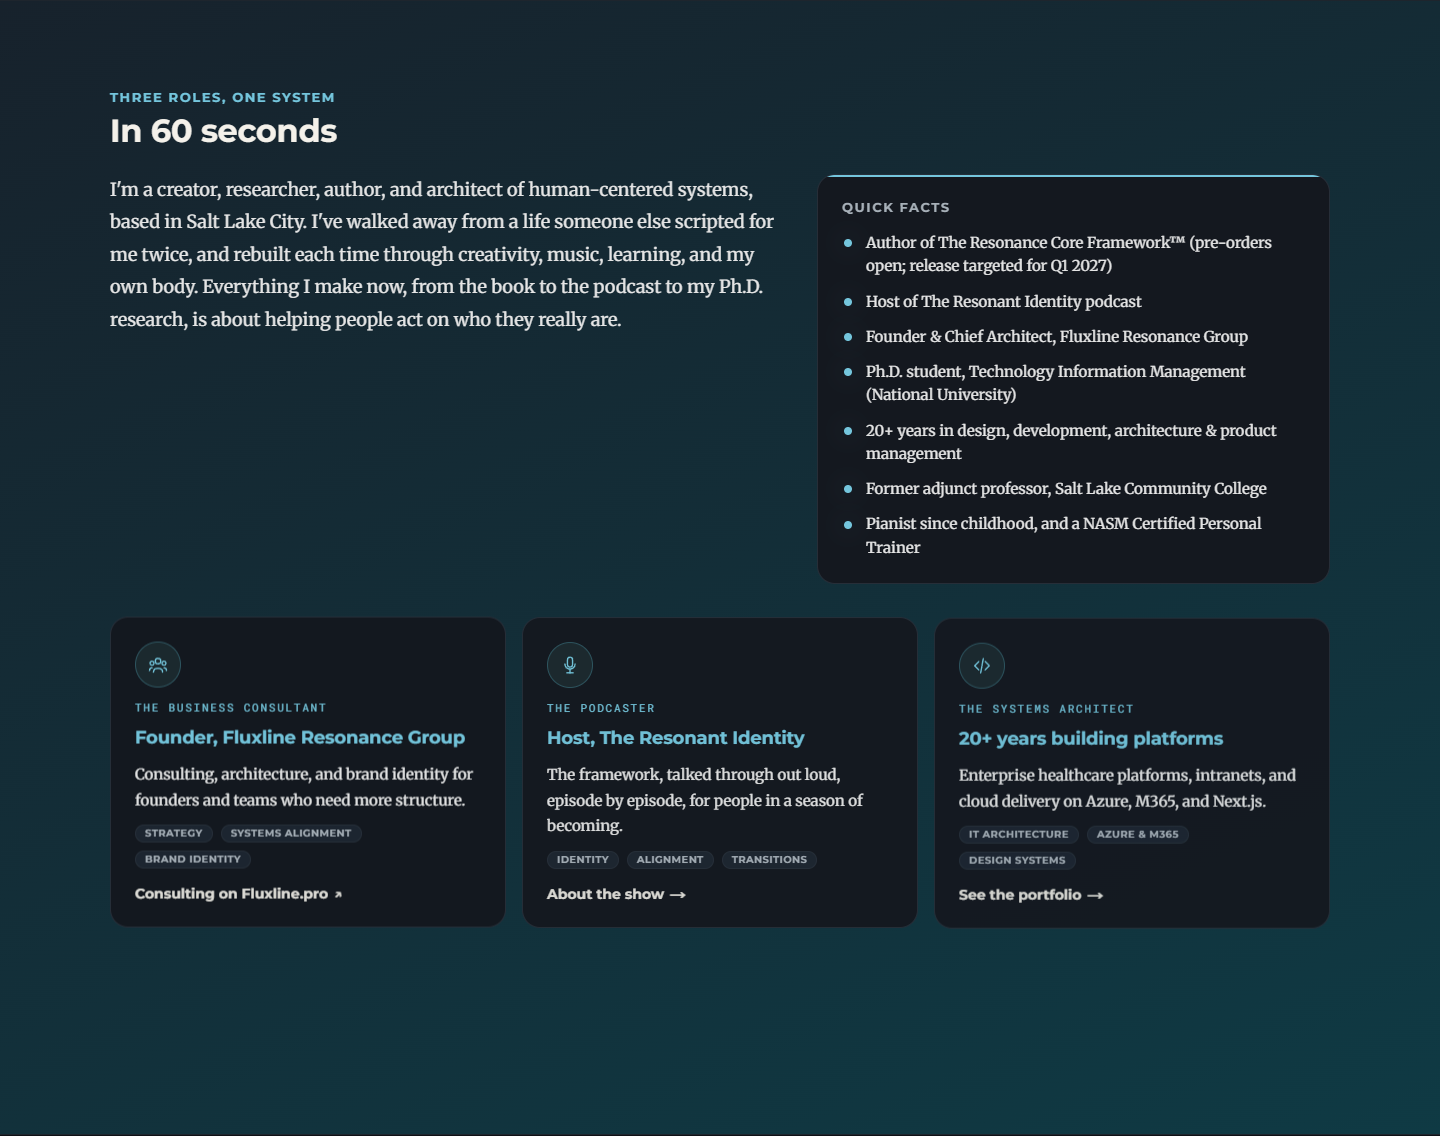 THREE ROLES, ONE SYSTEM
In 60 seconds
I'm a creator, researcher, author, and architect of human-centered systems,
based in Salt Lake City. I've walked away from a life someone else scripted for
me twice, and rebuilt each time through creativity, music, learning, and my
own body. Everything I make now, from the book to the podcast to my Ph.D.
research, is about helping people act on who they really are.
QUICK FACTS
Author of The Resonance Core Framework™ (pre-orders
open; release targeted for Q1 2027)
Host of The Resonant Identity podcast
Founder & Chief Architect, Fluxline Resonance Group
Ph.D. student, Technology Information Management
(National University)
20+ years in design, development, architecture & product
management
Former adjunct professor, Salt Lake Community College
Pianist since childhood, and a NASM Certified Personal
Trainer
THE BUSINESS CONSULTANT
Founder, Fluxline Resonance Group
Consulting, architecture, and brand identity for
founders and teams who need more structure.
STRATEGY SYSTEMS ALIGNMENT
BRAND IDENTITY
Consulting on Fluxline.pro ↗
THE PODCASTER
Host, The Resonant Identity
The framework, talked through out loud,
episode by episode, for people in a season of
becoming.
IDENTITY ALIGNMENT TRANSITIONS
About the show →
THE SYSTEMS ARCHITECT
20+ years building platforms
Enterprise healthcare platforms, intranets, and
cloud delivery on Azure, M365, and Next.js.
IT ARCHITECTURE AZURE & M365
DESIGN SYSTEMS
See the portfolio →